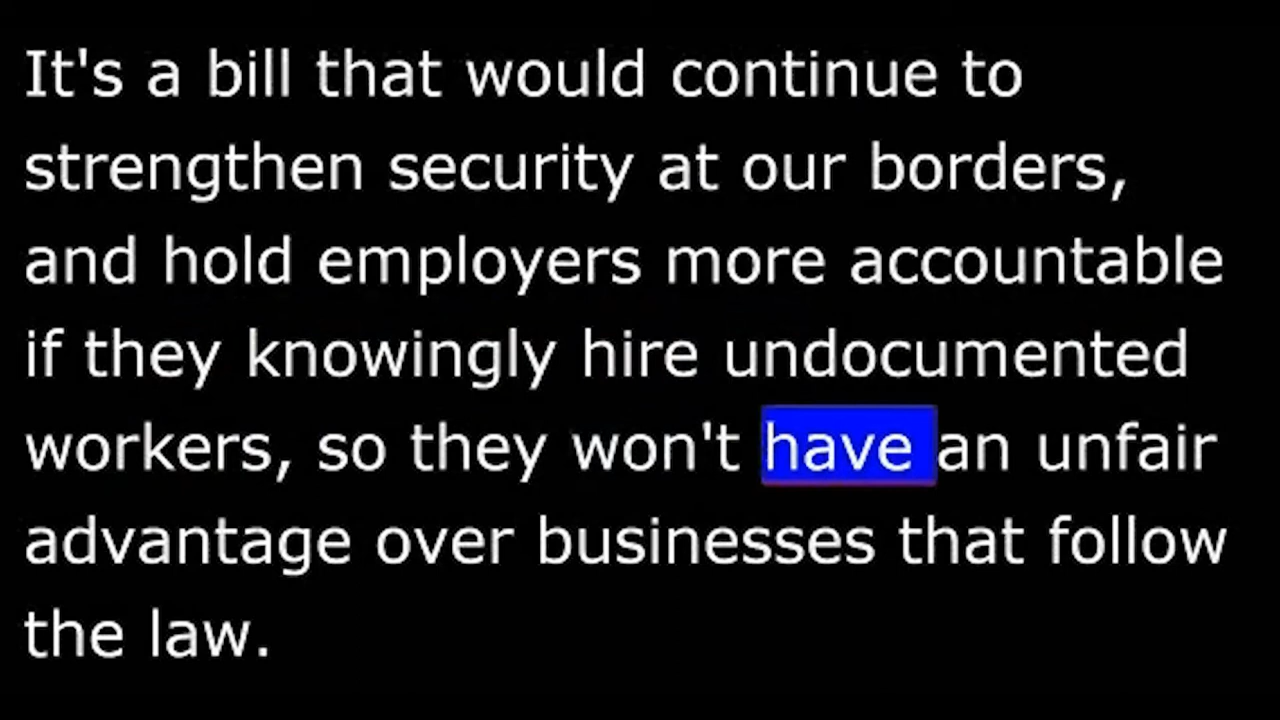 It's a bill that would continue to
strengthen security at our borders,
and hold employers more accountable
if they knowingly hire undocumented
workers, so they won't have an unfair
advantage over businesses that follow
the law.